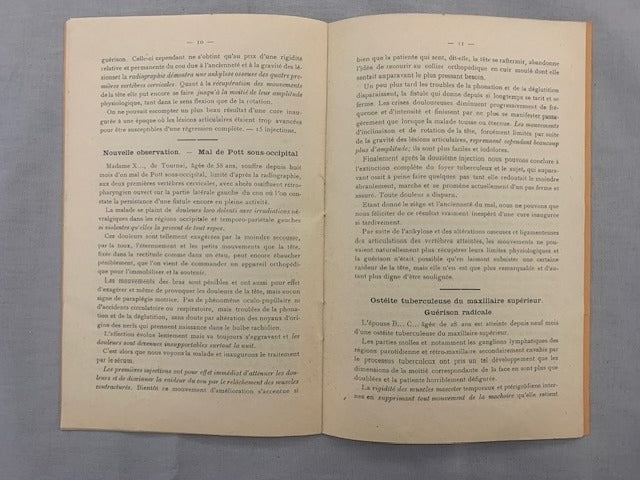 — 10 —
guérison. Celle-ci cependant ne s'obtint qu'au prix d'une rigidité
relative et permanente du cou due à l'ancienneté et à la gravité des lé-
sions et la radiographie démontra une ankylose osseuse des quatre pre-
mières vertèbres cervicales. Quant à la récupération des mouvements
de la tête elle put encore se faire jusqu'à la moitié de leur amplitude
physiologique, tant dans le sens flexion que de la rotation.
On ne pouvait escompter un plus beau résultat d'une cure inau-
gurée à une époque où les lésions articulaires étaient trop avancées
pour être susceptibles d'une régression complète. — 15 injections.
Nouvelle observation. — Mal de Pott sous-occipital
Madame X..., de Tournai, âgée de 58 ans, souffre depuis huit
mois d'un mal de Pott sous-occipital, limité d'après la radiographie,
aux deux premières vertèbres cervicales, avec abcès ossifluent rétro-
pharyngien ouvert sur la partie latérale gauche du cou où l'on con-
state la persistance d'une fistule encore en pleine activité.
La malade se plaint de douleurs loco dolenti avec irradiations né-
vralgiques dans les régions occipitale et temporo-pariétale gauches
si violentes qu'elles la privent de tout repos.
Ces douleurs sont tellement exagérées par la moindre secousse,
par la toux, l'éternuement et les petits mouvements que la tête,
fixée dans la rectitude comme dans un étau, peut encore ébaucher
péniblement, que l'on vient de commander un appareil orthopédi-
que pour l'immobiliser et la soutenir.
Les mouvements des bras sont pénibles et ont aussi pour effet
d'exagérer et même de provoquer les douleurs de la tête, mais aucun
signe de paraplégie motrice. Pas de phénomène oculo-pupillaire ni
d'accidents circulatoire ou respiratoire, mais troubles de la phona-
tion et de la déglutition, sans doute par altération des noyaux d'ori-
gine des nerfs qui prennent naissance dans le bulbe rachidien.
L'affection évolue lentement mais va toujours s'aggravant et les
douleurs sont devenues insupportables surtout la nuit.
C'est alors que nous voyons la malade et inaugurons le traitement
par le sérum.
Les premières injections ont pour effet immédiat d'atténuer les dou-
leurs et de diminuer la raideur du cou par le relâchement des muscles
contracturés. Bientôt ce mouvement d'amélioration s'accentue si
— 11 —
bien que la patiente qui sent, dit-elle, la tête se raffermir, abandonne
l'idée de recourir au collier orthopédique en cuir moulé dont elle
sentait auparavant le plus pressant besoin.
Un peu plus tard les troubles de la phonation et de la déglutition
disparaissent, la fistule qui donne depuis si longtemps se tarit et se
ferme. Les crises douloureuses diminuent progressivement de fré-
quence et d'intensité et finissent par ne plus se manifester passa-
gèrement que lorsque la malade tousse ou éternue. Les mouvements
d'inclinaison et de rotation de la tête, forcément limités par suite
de la gravité des lésions articulaires, reprennent cependant beaucoup
plus d'amplitude; ils sont plus faciles et indolores.
Finalement après la douzième injection nous pouvons conclure à
l'extinction complète du foyer tuberculeux et le sujet, qui aupara-
vant osait à peine faire quelques pas tant elle redoutait le moindre
ébranlement, marche et se promène actuellement d'un pas ferme et
assuré. Toute douleur a disparu.
Etant donné le siège et l'ancienneté du mal, nous ne pouvons que
nous féliciter de ce résultat vraiment inespéré d'une cure inaugurée
si tardivement.
Par suite de l'ankylose et des altérations osseuses et ligamenteuses
des articulations des vertèbres atteintes, les mouvements ne pou-
vaient naturellement plus récupérer leurs limites physiologiques et
la guérison n'était possible qu'en laissant subsister une certaine
raideur de la tête, mais elle n'en est que plus remarquable et d'au-
tant plus digne d'être soulignée.
Ostéite tuberculeuse du maxillaire supérieur.
Guérison radicale
L'épouse B... C... âgée de 28 ans est atteinte depuis neuf mois
d'une ostéite tuberculeuse du maxillaire supérieur.
Les parties molles et notamment les ganglions lymphatiques des
régions parotidienne et rétro-maxillaire secondairement envahis par
le processus tuberculeux ont pris un tel développement que les
dimensions de la moitié correspondante de la face en sont plus que
doublées et la patiente horriblement défigurée.
La rigidité des muscles masséter temporaux et ptérigoïdiens inter-
nes en supprimant tout mouvement de la machoire qu'elle retient